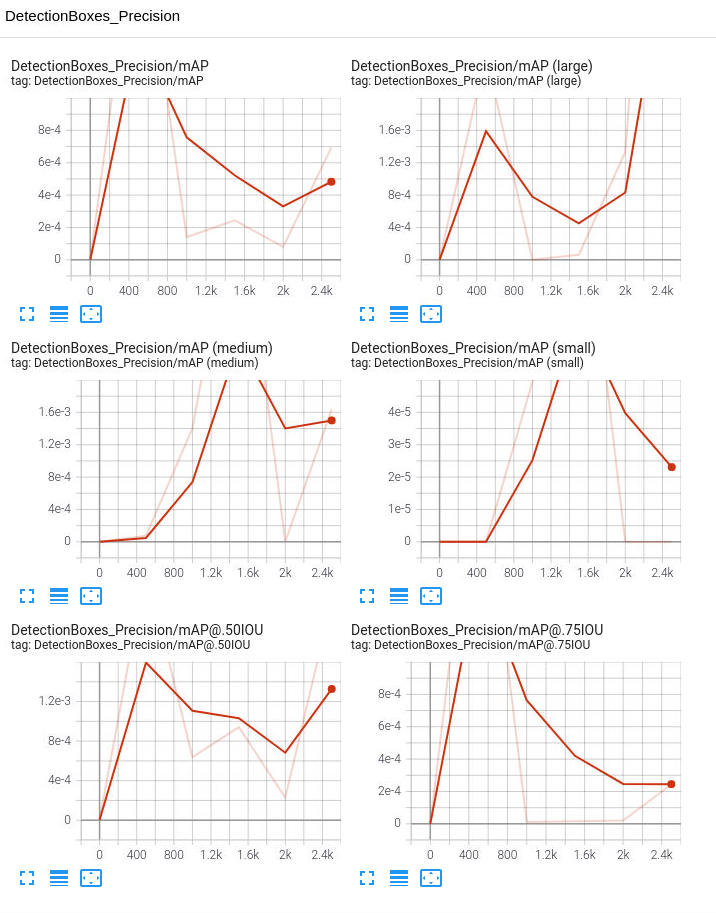 DetectionBoxes_Precision
DetectionBoxes_Precision/mAP
tag: DetectionBoxes_Precision/mAP
8e-4
6e-4
4e-4
2e-4
0
0 400 800 1.2k 1.6k 2k 2.4k
DetectionBoxes_Precision/mAP (large)
tag: DetectionBoxes_Precision/mAP (large)
1.6e-3
1.2e-3
8e-4
4e-4
0
0 400 800 1.2k 1.6k 2k 2.4k
DetectionBoxes_Precision/mAP (medium)
tag: DetectionBoxes_Precision/mAP (medium)
1.6e-3
1.2e-3
8e-4
4e-4
0
0 400 800 1.2k 1.6k 2k 2.4k
DetectionBoxes_Precision/mAP (small)
tag: DetectionBoxes_Precision/mAP (small)
4e-5
3e-5
2e-5
1e-5
0
0 400 800 1.2k 1.6k 2k 2.4k
DetectionBoxes_Precision/mAP@.50IOU
tag: DetectionBoxes_Precision/mAP@.50IOU
1.2e-3
8e-4
4e-4
0
0 400 800 1.2k 1.6k 2k 2.4k
DetectionBoxes_Precision/mAP@.75IOU
tag: DetectionBoxes_Precision/mAP@.75IOU
8e-4
6e-4
4e-4
2e-4
0
0 400 800 1.2k 1.6k 2k 2.4k